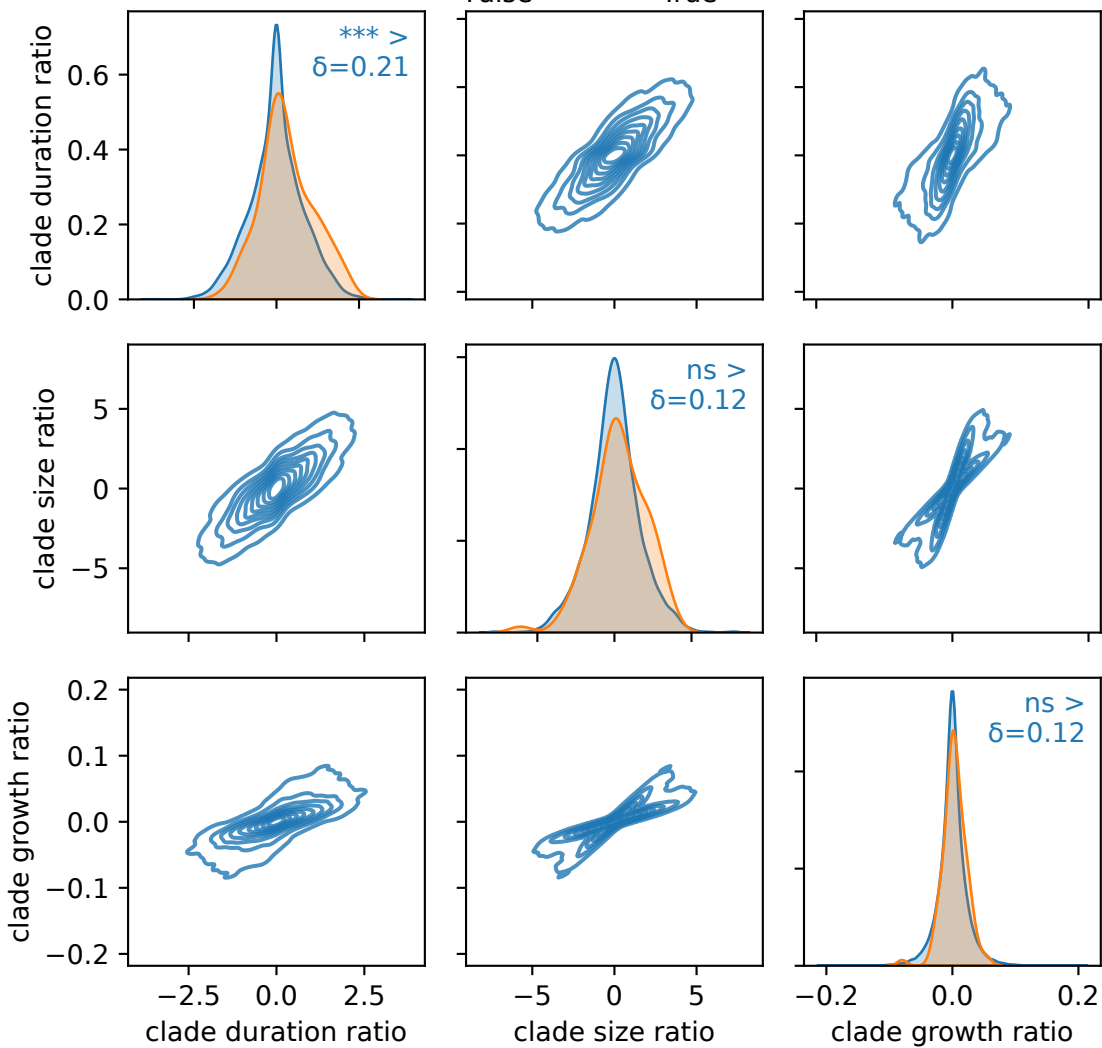 clade duration ratio
0.6
0.4
0.2
0.0
*** >
δ=0.21
clade size ratio
5
0
−5
ns >
δ=0.12
clade growth ratio
0.2
0.1
0.0
−0.1
−0.2
ns >
δ=0.12
−2.5 0.0 2.5
clade duration ratio
−5 0 5
clade size ratio
−0.2 0.0 0.2
clade growth ratio